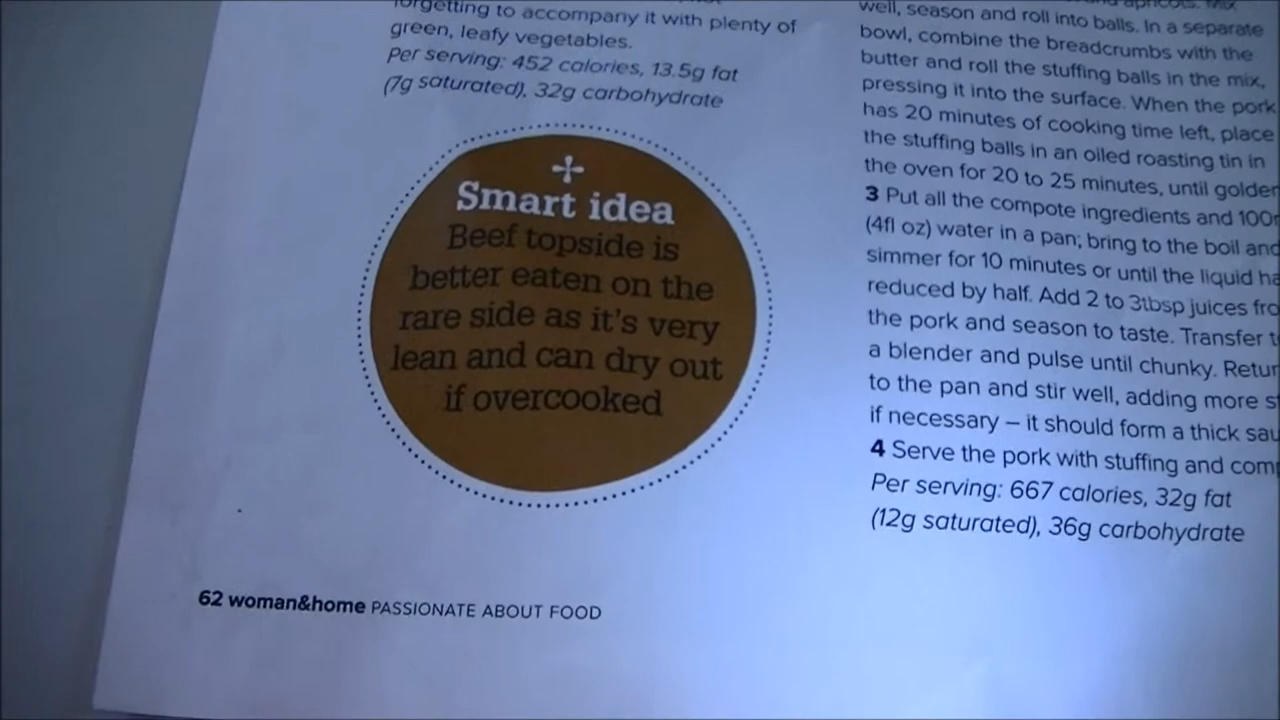 forgetting to accompany it with plenty of
green, leafy vegetables.
Per serving: 452 calories, 13.5g fat
(7g saturated), 32g carbohydrate
Smart idea
Beef topside is
better eaten on the
rare side as it's very
lean and can dry out
if overcooked
62 woman&home PASSIONATE ABOUT FOOD
apricots. Mix
well, season and roll into balls. In a separate
bowl, combine the breadcrumbs with the
butter and roll the stuffing balls in the mix,
pressing it into the surface. When the pork
has 20 minutes of cooking time left, place
the stuffing balls in an oiled roasting tin in
the oven for 20 to 25 minutes, until golden
3 Put all the compote ingredients and
(4fl oz) water in a pan; bring to the boil and
simmer for 10 minutes or until the liquid
reduced by half. Add 2 to 3tbsp juices
the pork and season to taste. Transfer
a blender and pulse until chunky.
to the pan and stir well, adding more
if necessary – it should form a thick
4 Serve the pork with stuffing and
Per serving: 667 calories, 32g fat
(12g saturated), 36g carbohydrate